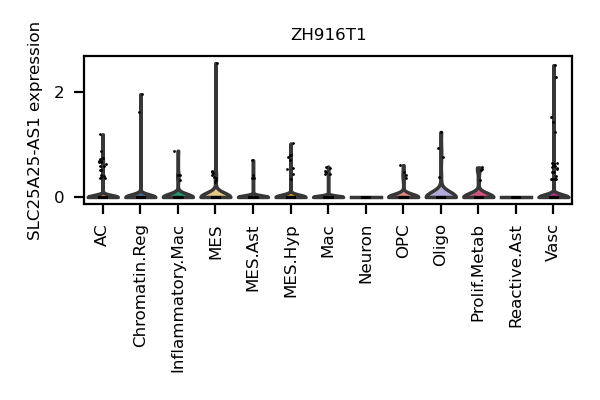 ZH916T1
SLC25A25-AS1 expression
2
0
AC
Chromatin.Reg
Inflammatory.Mac
MES
MES.Ast
MES.Hyp
Mac
Neuron
OPC
Oligo
Prolif.Metab
Reactive.Ast
Vasc